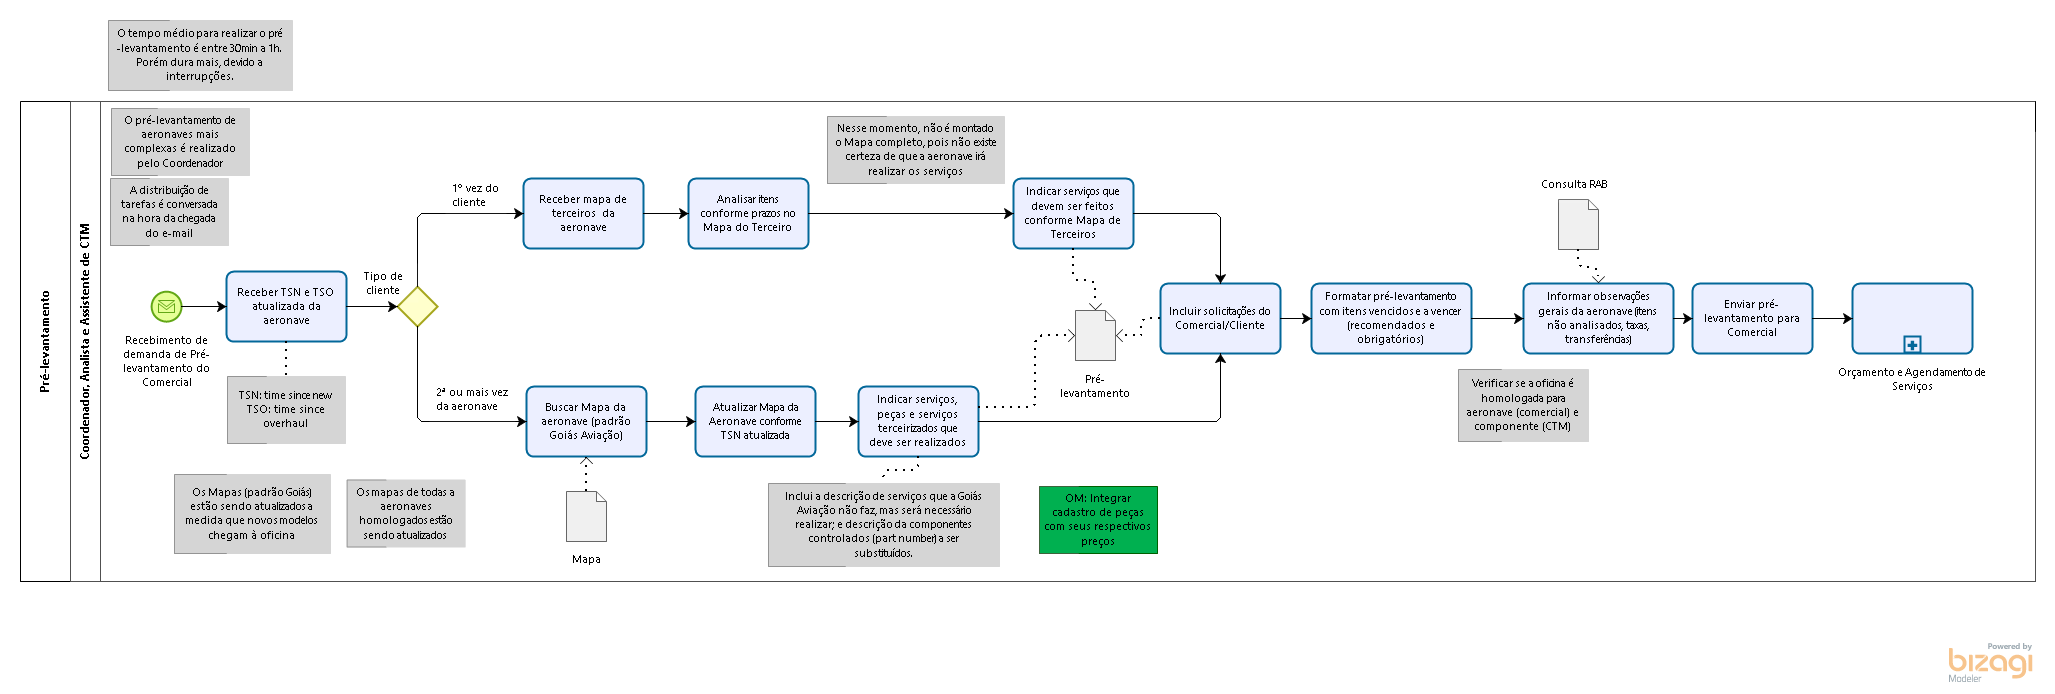 O tempo médio para realizar o pré
-levantamento é entre 30min a 1h.
Porém dura mais, devido a
interrupções.
Pré-levantamento
Coordenador, Analista e Assistente de CTM
O pré-levantamento de
aeronaves mais
complexas é realizado
pelo Coordenador
A distribuição de
tarefas é conversada
na hora da chegada
do e-mail
Recebimento de
demanda de Pré-
levantamento do
Comercial
Receber TSN e TSO
atualizada da
aeronave
TSN: time since new
TSO: time since
overhaul
Tipo de
cliente
1º vez do
cliente
Receber mapa de
terceiros da
aeronave
Analisar itens
conforme prazos no
Mapa do Terceiro
Nesse momento, não é montado
o Mapa completo, pois não existe
certeza de que a aeronave irá
realizar os serviços
Indicar serviços que
devem ser feitos
conforme Mapa de
Terceiros
2ª ou mais vez
da aeronave
Buscar Mapa da
aeronave (padrão
Goiás Aviação)
Atualizar Mapa da
Aeronave conforme
TSN atualizada
Indicar serviços,
peças e serviços
terceirizados que
deve ser realizados
Pré-
levantamento
Incluir solicitações do
Comercial/Cliente
Formatar pré-levantamento
com itens vencidos e a vencer
(recomendados e
obrigatórios)
Consulta RAB
Informar observações
gerais da aeronave (itens
não analisados, taxas,
transferências)
Enviar pré-
levantamento para
Comercial
Orçamento e Agendamento de
Serviços
Verificar se a oficina é
homologada para
aeronave (comercial) e
componente (CTM)
Os Mapas (padrão Goiás)
estão sendo atualizados a
medida que novos modelos
chegam à oficina
Os mapas de todas a
aeronaves
homologados estão
sendo atualizados
Mapa
Inclui a descrição de serviços que a Goiás
Aviação não faz, mas será necessário
realizar; e descrição da componentes
controlados (part number) a ser
substituídos.
OM: Integrar
cadastro de peças
com seus respectivos
preços
Powered by
bizagi
Modeler